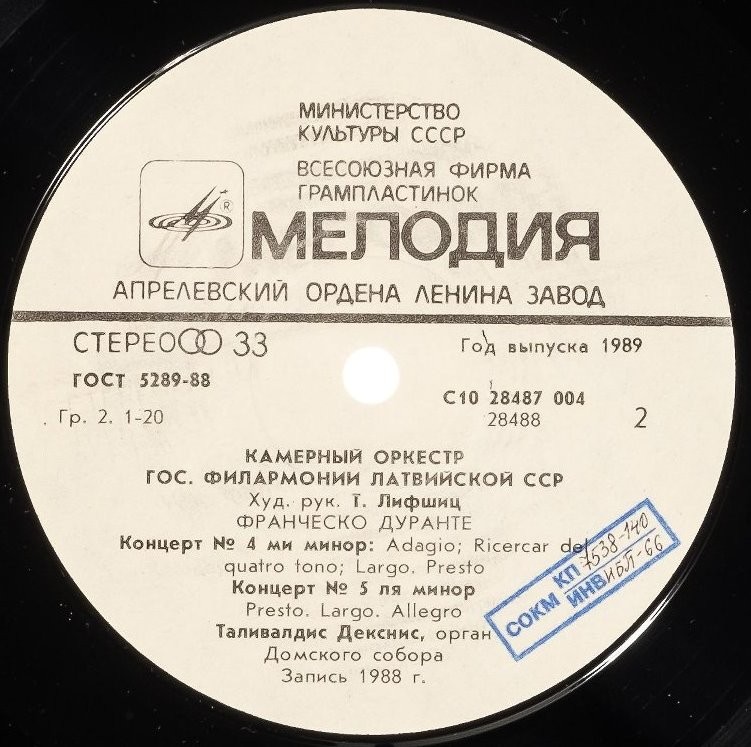 МИНИСТЕРСТВО
КУЛЬТУРЫ СССР
ВСЕСОЮЗНАЯ ФИРМА
ГРАМПЛАСТИНОК
®
МЕЛОДИЯ
АПРЕЛЕВСКИЙ ОРДЕНА ЛЕНИНА ЗАВОД
СТЕРЕО 33
Год выпуска 1989
ГОСТ 5289-88
С10 28487 004
Гр. 2. 1-20
28488
2
КАМЕРНЫЙ ОРКЕСТР
ГОС. ФИЛАРМОНИИ ЛАТВИЙСКОЙ ССР
Худ. рук. Т. Лифшиц
ФРАНЧЕСКО ДУРАНТЕ
Концерт № 4 ми минор: Adagio; Ricercar del
quatro tono; Largo. Presto
Концерт № 5 ля минор
Presto. Largo. Allegro
Таливалдис Декснис, орган
Домского собора
Запись 1988 г.
СОКМ КП 7538-140
ИНВ ИБП-66